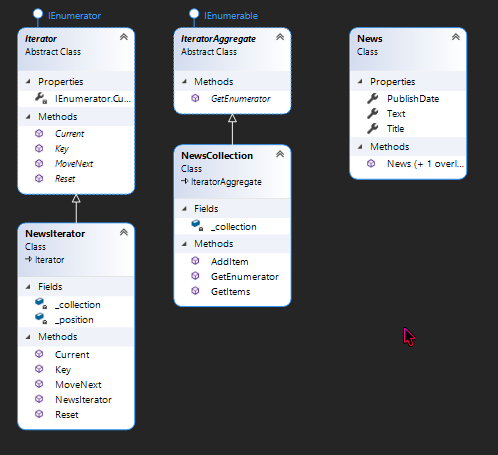 IEnumerator
Iterator
Abstract Class
Properties
IEnumerator.Cu...
Methods
Current
Key
MoveNext
Reset
NewsIterator
Class
Iterator
Fields
_collection
_position
Methods
Current
Key
MoveNext
NewsIterator
Reset
IEnumerable
IteratorAggregate
Abstract Class
Methods
GetEnumerator
NewsCollection
Class
IteratorAggregate
Fields
_collection
Methods
AddItem
GetEnumerator
GetItems
News
Class
Properties
PublishDate
Text
Title
Methods
News (+ 1 overl...